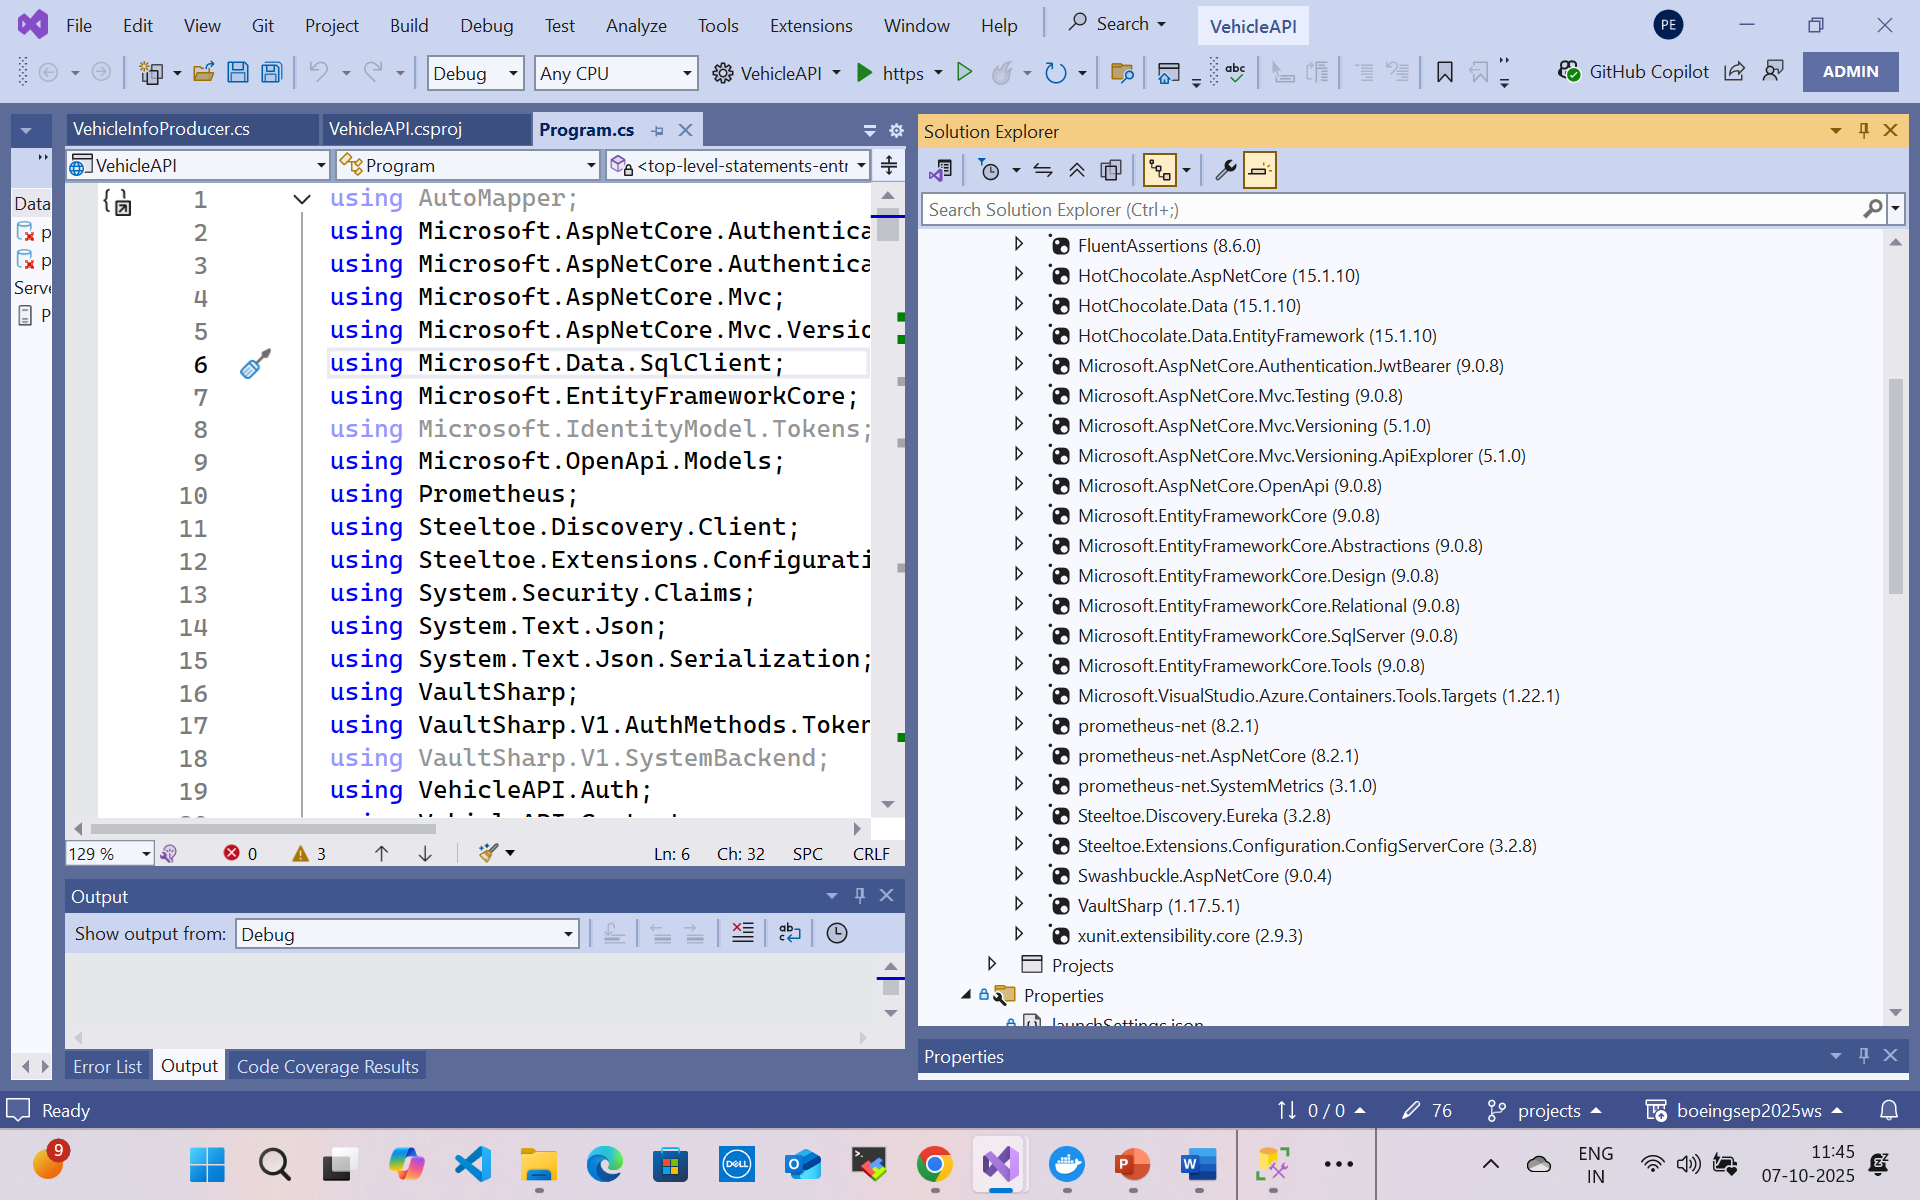 File Edit View Git Project Build Debug Test Analyze Tools Extensions Window Help Search VehicleAPI PE
Debug Any CPU VehicleAPI https GitHub Copilot ADMIN
VehicleInfoProducer.cs VehicleAPI.csproj Program.cs
VehicleAPI Program <top-level-statements-entr
Data
p
p
Serve
P
1 using AutoMapper;
2 using Microsoft.AspNetCore.Authentica
3 using Microsoft.AspNetCore.Authentica
4 using Microsoft.AspNetCore.Mvc;
5 using Microsoft.AspNetCore.Mvc.Versio
6 using Microsoft.Data.SqlClient;
7 using Microsoft.EntityFrameworkCore;
8 using Microsoft.IdentityModel.Tokens;
9 using Microsoft.OpenApi.Models;
10 using Prometheus;
11 using Steeltoe.Discovery.Client;
12 using Steeltoe.Extensions.Configurati
13 using System.Security.Claims;
14 using System.Text.Json;
15 using System.Text.Json.Serialization;
16 using VaultSharp;
17 using VaultSharp.V1.AuthMethods.Token
18 using VaultSharp.V1.SystemBackend;
19 using VehicleAPI.Auth;
129 % 0 3 Ln: 6 Ch: 32 SPC CRLF
Output
Show output from: Debug
Error List Output Code Coverage Results
Solution Explorer
Search Solution Explorer (Ctrl+;)
FluentAssertions (8.6.0)
HotChocolate.AspNetCore (15.1.10)
HotChocolate.Data (15.1.10)
HotChocolate.Data.EntityFramework (15.1.10)
Microsoft.AspNetCore.Authentication.JwtBearer (9.0.8)
Microsoft.AspNetCore.Mvc.Testing (9.0.8)
Microsoft.AspNetCore.Mvc.Versioning (5.1.0)
Microsoft.AspNetCore.Mvc.Versioning.ApiExplorer (5.1.0)
Microsoft.AspNetCore.OpenApi (9.0.8)
Microsoft.EntityFrameworkCore (9.0.8)
Microsoft.EntityFrameworkCore.Abstractions (9.0.8)
Microsoft.EntityFrameworkCore.Design (9.0.8)
Microsoft.EntityFrameworkCore.Relational (9.0.8)
Microsoft.EntityFrameworkCore.SqlServer (9.0.8)
Microsoft.EntityFrameworkCore.Tools (9.0.8)
Microsoft.VisualStudio.Azure.Containers.Tools.Targets (1.22.1)
prometheus-net (8.2.1)
prometheus-net.AspNetCore (8.2.1)
prometheus-net.SystemMetrics (3.1.0)
Steeltoe.Discovery.Eureka (3.2.8)
Steeltoe.Extensions.Configuration.ConfigServerCore (3.2.8)
Swashbuckle.AspNetCore (9.0.4)
VaultSharp (1.17.5.1)
xunit.extensibility.core (2.9.3)
Projects
Properties
launchSettings.json
Properties
Ready 0 / 0 76 projects boeingsep2025ws
9
ENG
IN
11:45
07-10-2025